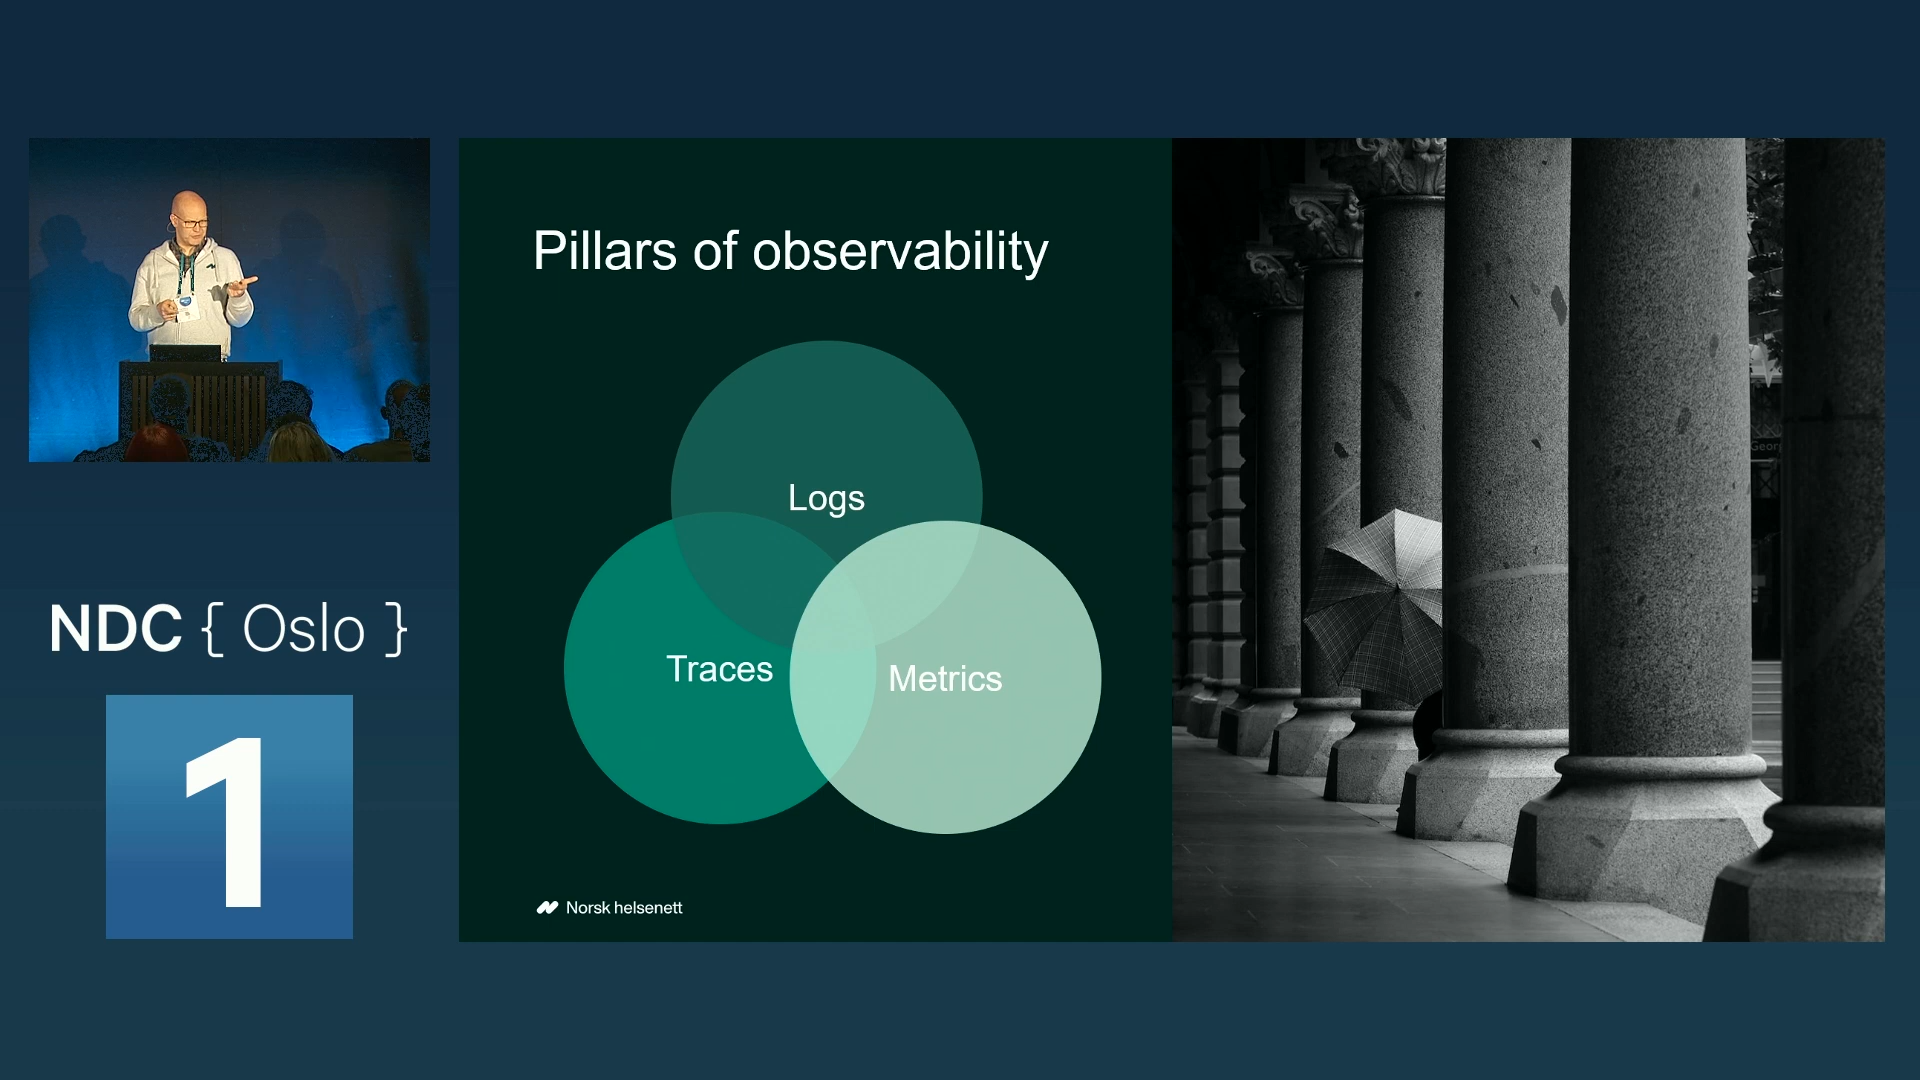 Pillars of observability
Logs
Traces
Metrics
Norsk helsenett
NDC { Oslo }
1